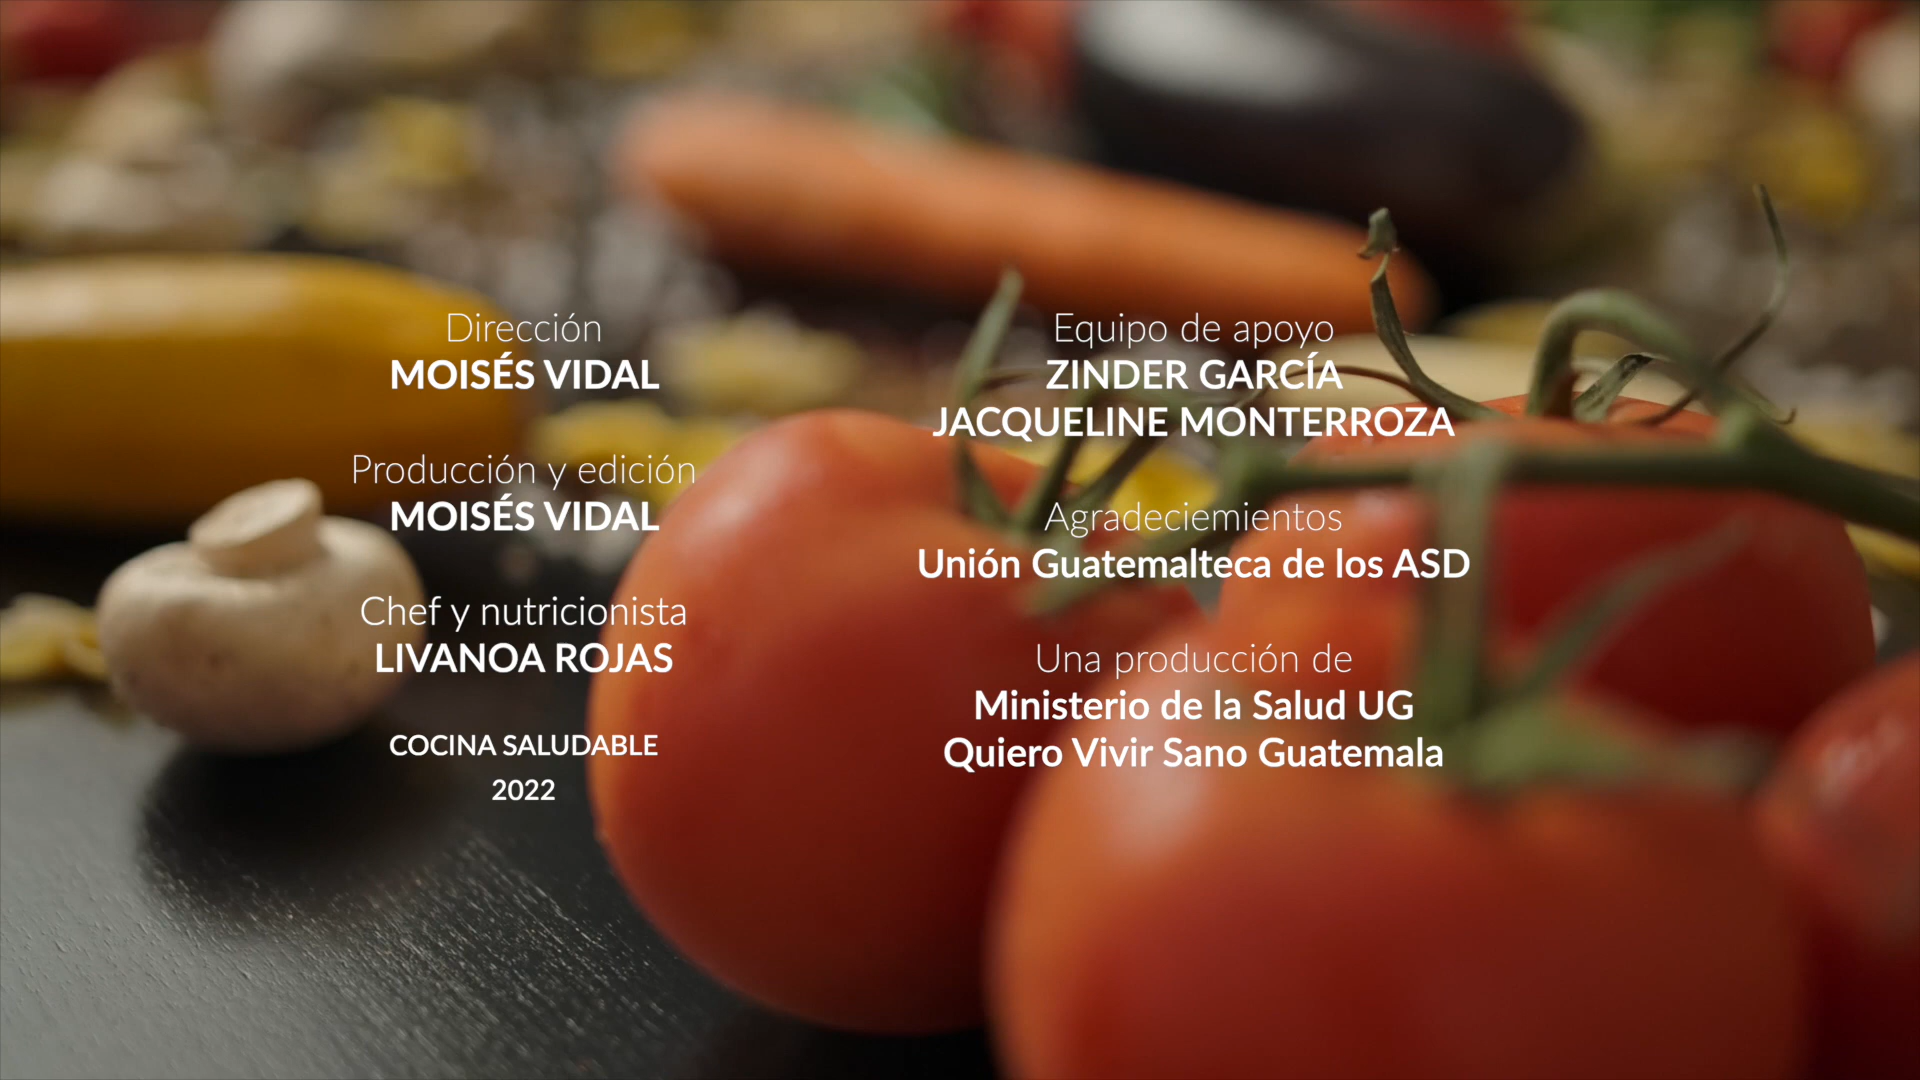 Dirección
MOISÉS VIDAL
Producción y edición
MOISÉS VIDAL
Chef y nutricionista
LIVANOA ROJAS
COCINA SALUDABLE
2022
Equipo de apoyo
ZINDER GARCÍA
JACQUELINE MONTERROZA
Agradeciemientos
Unión Guatemalteca de los ASD
Una producción de
Ministerio de la Salud UG
Quiero Vivir Sano Guatemala